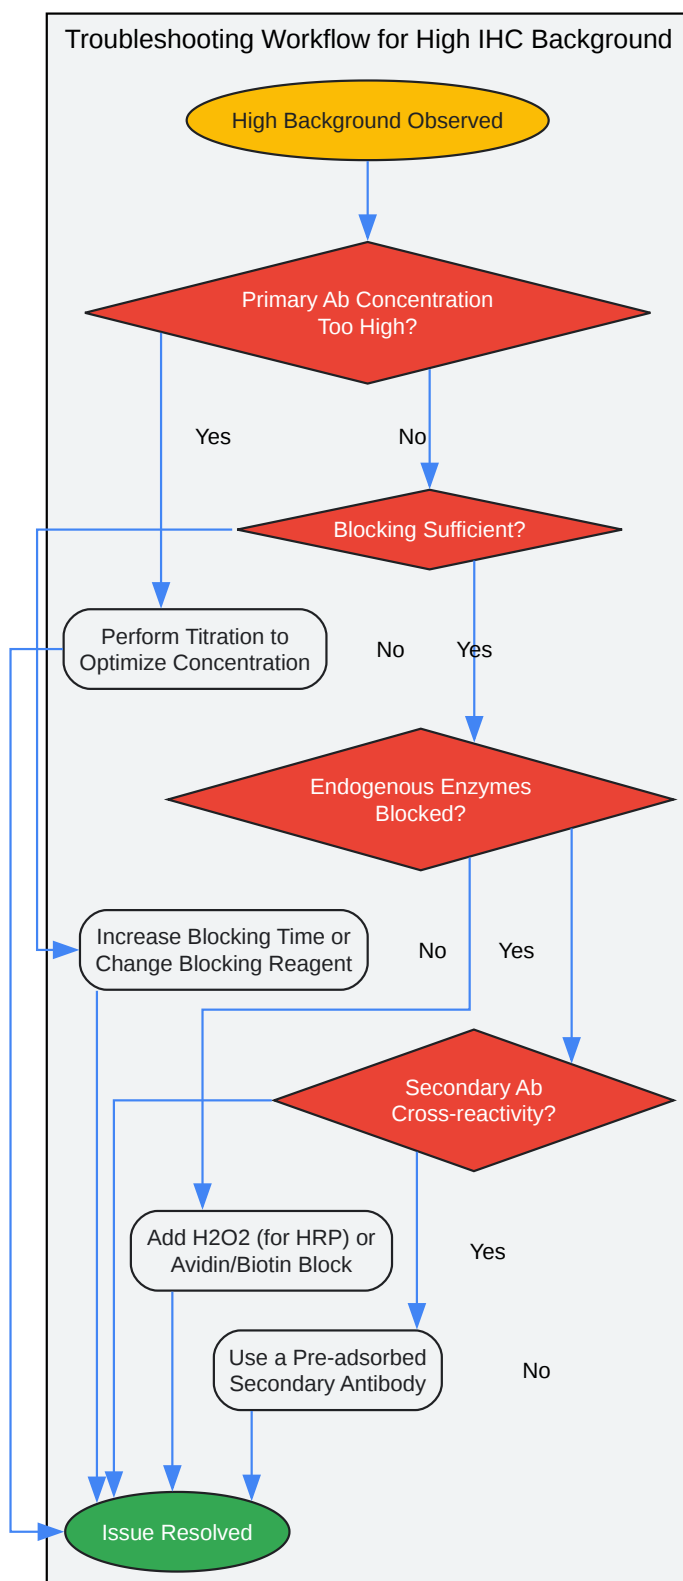 Troubleshooting Workflow for High IHC Background
High Background Observed
Primary Ab Concentration
Too High?
Yes
No
Blocking Sufficient?
Perform Titration to
Optimize Concentration
No
Yes
Endogenous Enzymes
Blocked?
Increase Blocking Time or
Change Blocking Reagent
No
Yes
Secondary Ab
Cross-reactivity?
Add H2O2 (for HRP) or
Avidin/Biotin Block
Yes
Use a Pre-adsorbed
Secondary Antibody
No
Issue Resolved